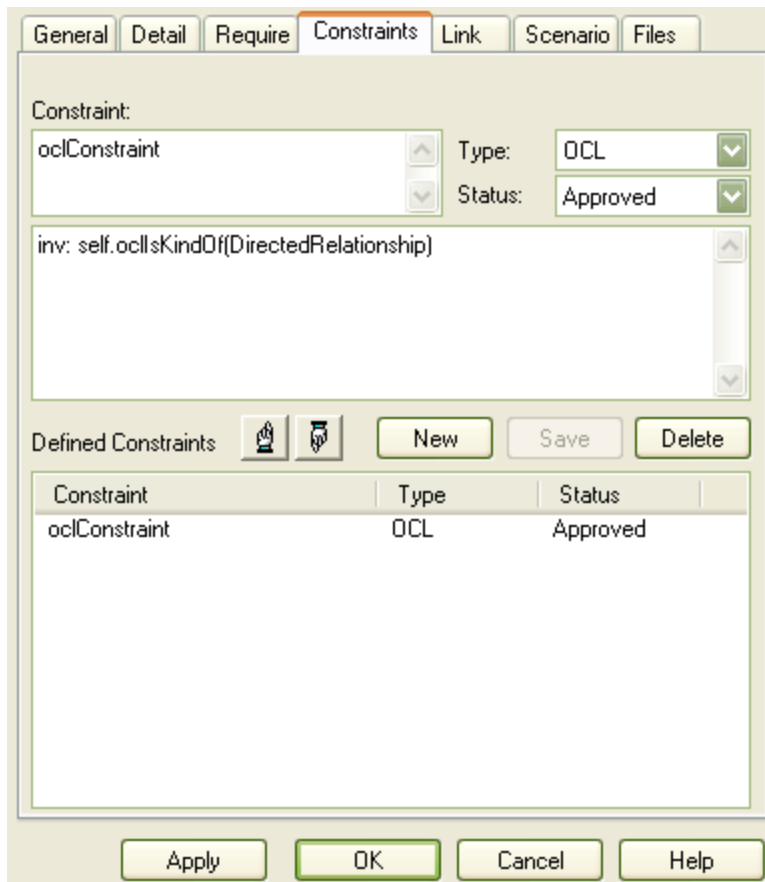 General Detail Require Constraints Link Scenario Files
Constraint:
oclConstraint
Type: OCL
Status: Approved
inv: self.oclIsKindOf(DirectedRelationship)
Defined Constraints New Save Delete
Constraint Type Status
oclConstraint OCL Approved
Apply OK Cancel Help